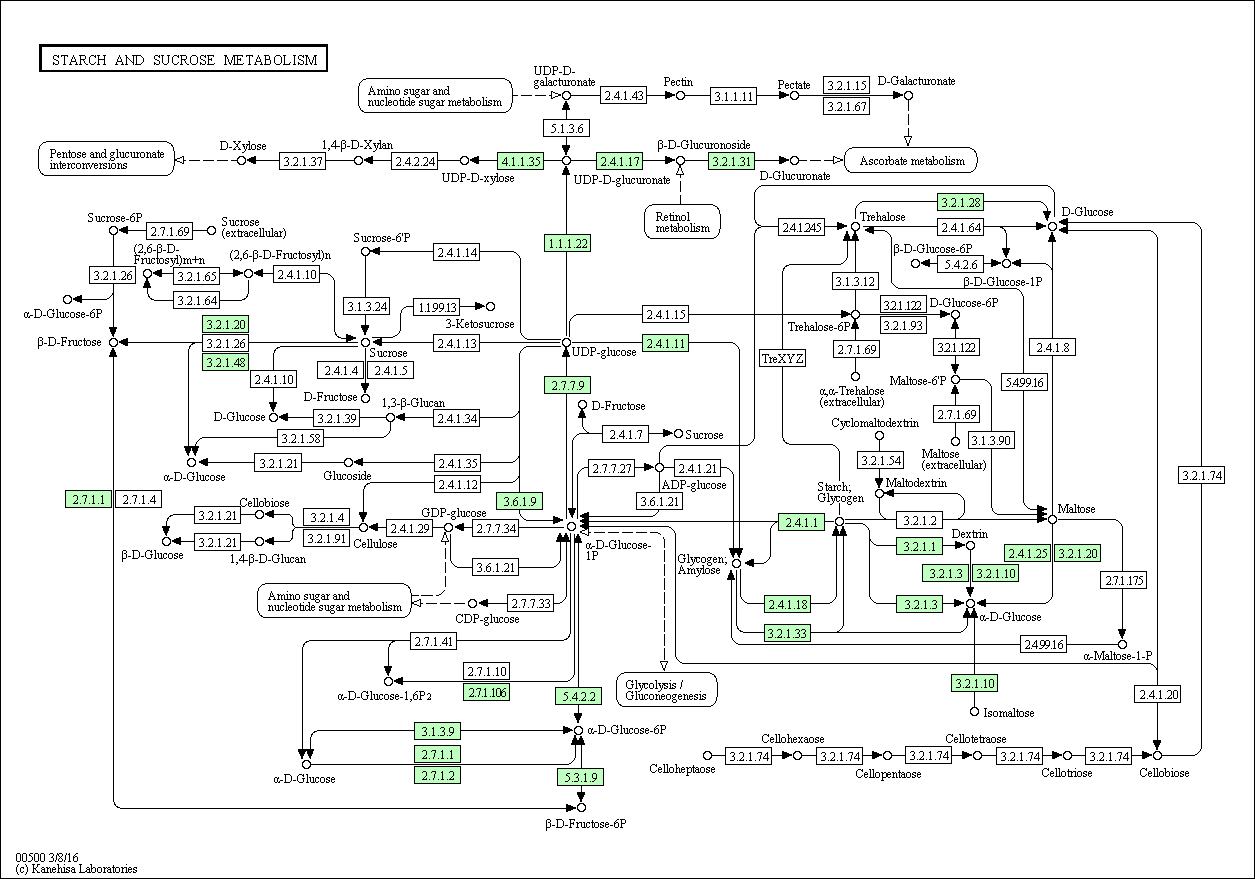 STARCH AND SUCROSE METABOLISM
UDP-D-
galacturonate
Amino sugar and
nucleotide sugar metabolism
2.4.1.43
Pectin
3.1.1.11
Pectate
3.2.1.15
3.2.1.67
D-Galacturonate
5.1.3.6
Pentose and glucuronate
interconversions
D-Xylose
3.2.1.37
1,4-β-D-Xylan
2.4.2.24
UDP-D-xylose
4.1.1.35
2.4.1.17
UDP-D-glucuronate
β-D-Glucuronoside
3.2.1.31
D-Glucuronate
Ascorbate metabolism
Retinol
metabolism
Sucrose-6P
2.7.1.69
Sucrose
(extracellular)
(2,6-β-D-
Fructosyl)m+n
(2,6-β-D-Fructosyl)n
3.2.1.26
3.2.1.65
2.4.1.10
3.2.1.64
α-D-Glucose-6P
Sucrose-6'P
2.4.1.14
1.1.1.22
3.1.3.24
1.1.99.13
3-Ketosucrose
β-D-Fructose
3.2.1.20
3.2.1.26
3.2.1.48
Sucrose
2.4.1.13
UDP-glucose
2.4.1.15
2.4.1.11
2.4.1.10
2.4.1.4
2.4.1.5
D-Fructose
2.7.7.9
D-Glucose
3.2.1.39
1,3-β-Glucan
2.4.1.34
3.2.1.58
D-Fructose
2.4.1.7
Sucrose
α-D-Glucose
3.2.1.21
Glucoside
2.4.1.35
2.4.1.12
2.7.7.27
ADP-glucose
2.4.1.21
3.6.1.21
2.7.1.1
2.7.1.4
3.6.1.9
Cellobiose
3.2.1.21
3.2.1.4
3.2.1.91
3.2.1.21
β-D-Glucose
1,4-β-D-Glucan
Cellulose
2.4.1.29
GDP-glucose
2.7.7.34
α-D-Glucose-
1P
3.6.1.21
Amino sugar and
nucleotide sugar metabolism
CDP-glucose
2.7.7.33
2.4.1.245
Trehalose
3.2.1.28
2.4.1.64
D-Glucose
β-D-Glucose-6P
5.4.2.6
β-D-Glucose-1P
3.1.3.12
3.2.1.122
3.2.1.93
D-Glucose-6P
Trehalose-6P
2.7.1.69
3.2.1.122
2.4.1.8
TreXYZ
α,α-Trehalose
(extracellular)
Maltose-6'P
5.4.99.16
2.7.1.69
Cyclomaltodextrin
3.1.3.90
3.2.1.54
Maltose
(extracellular)
3.2.1.74
Starch;
Glycogen
Maltodextrin
3.2.1.2
Maltose
2.4.1.1
3.2.1.1
Dextrin
2.4.1.25
3.2.1.20
Glycogen;
Amylose
3.2.1.3
3.2.1.10
2.7.1.175
2.4.1.18
3.2.1.3
α-D-Glucose
3.2.1.33
2.4.99.16
α-Maltose-1-P
2.7.1.41
2.7.1.10
2.7.1.106
α-D-Glucose-1,6P2
5.4.2.2
Glycolysis /
Gluconeogenesis
3.2.1.10
Isomaltose
2.4.1.20
3.1.3.9
α-D-Glucose-6P
2.7.1.1
2.7.1.2
α-D-Glucose
5.3.1.9
β-D-Fructose-6P
Celloheptaose
3.2.1.74
Cellohexaose
3.2.1.74
Cellopentaose
3.2.1.74
Cellotetraose
3.2.1.74
Cellotriose
3.2.1.74
Cellobiose
00500 3/8/16
(c) Kanehisa Laboratories